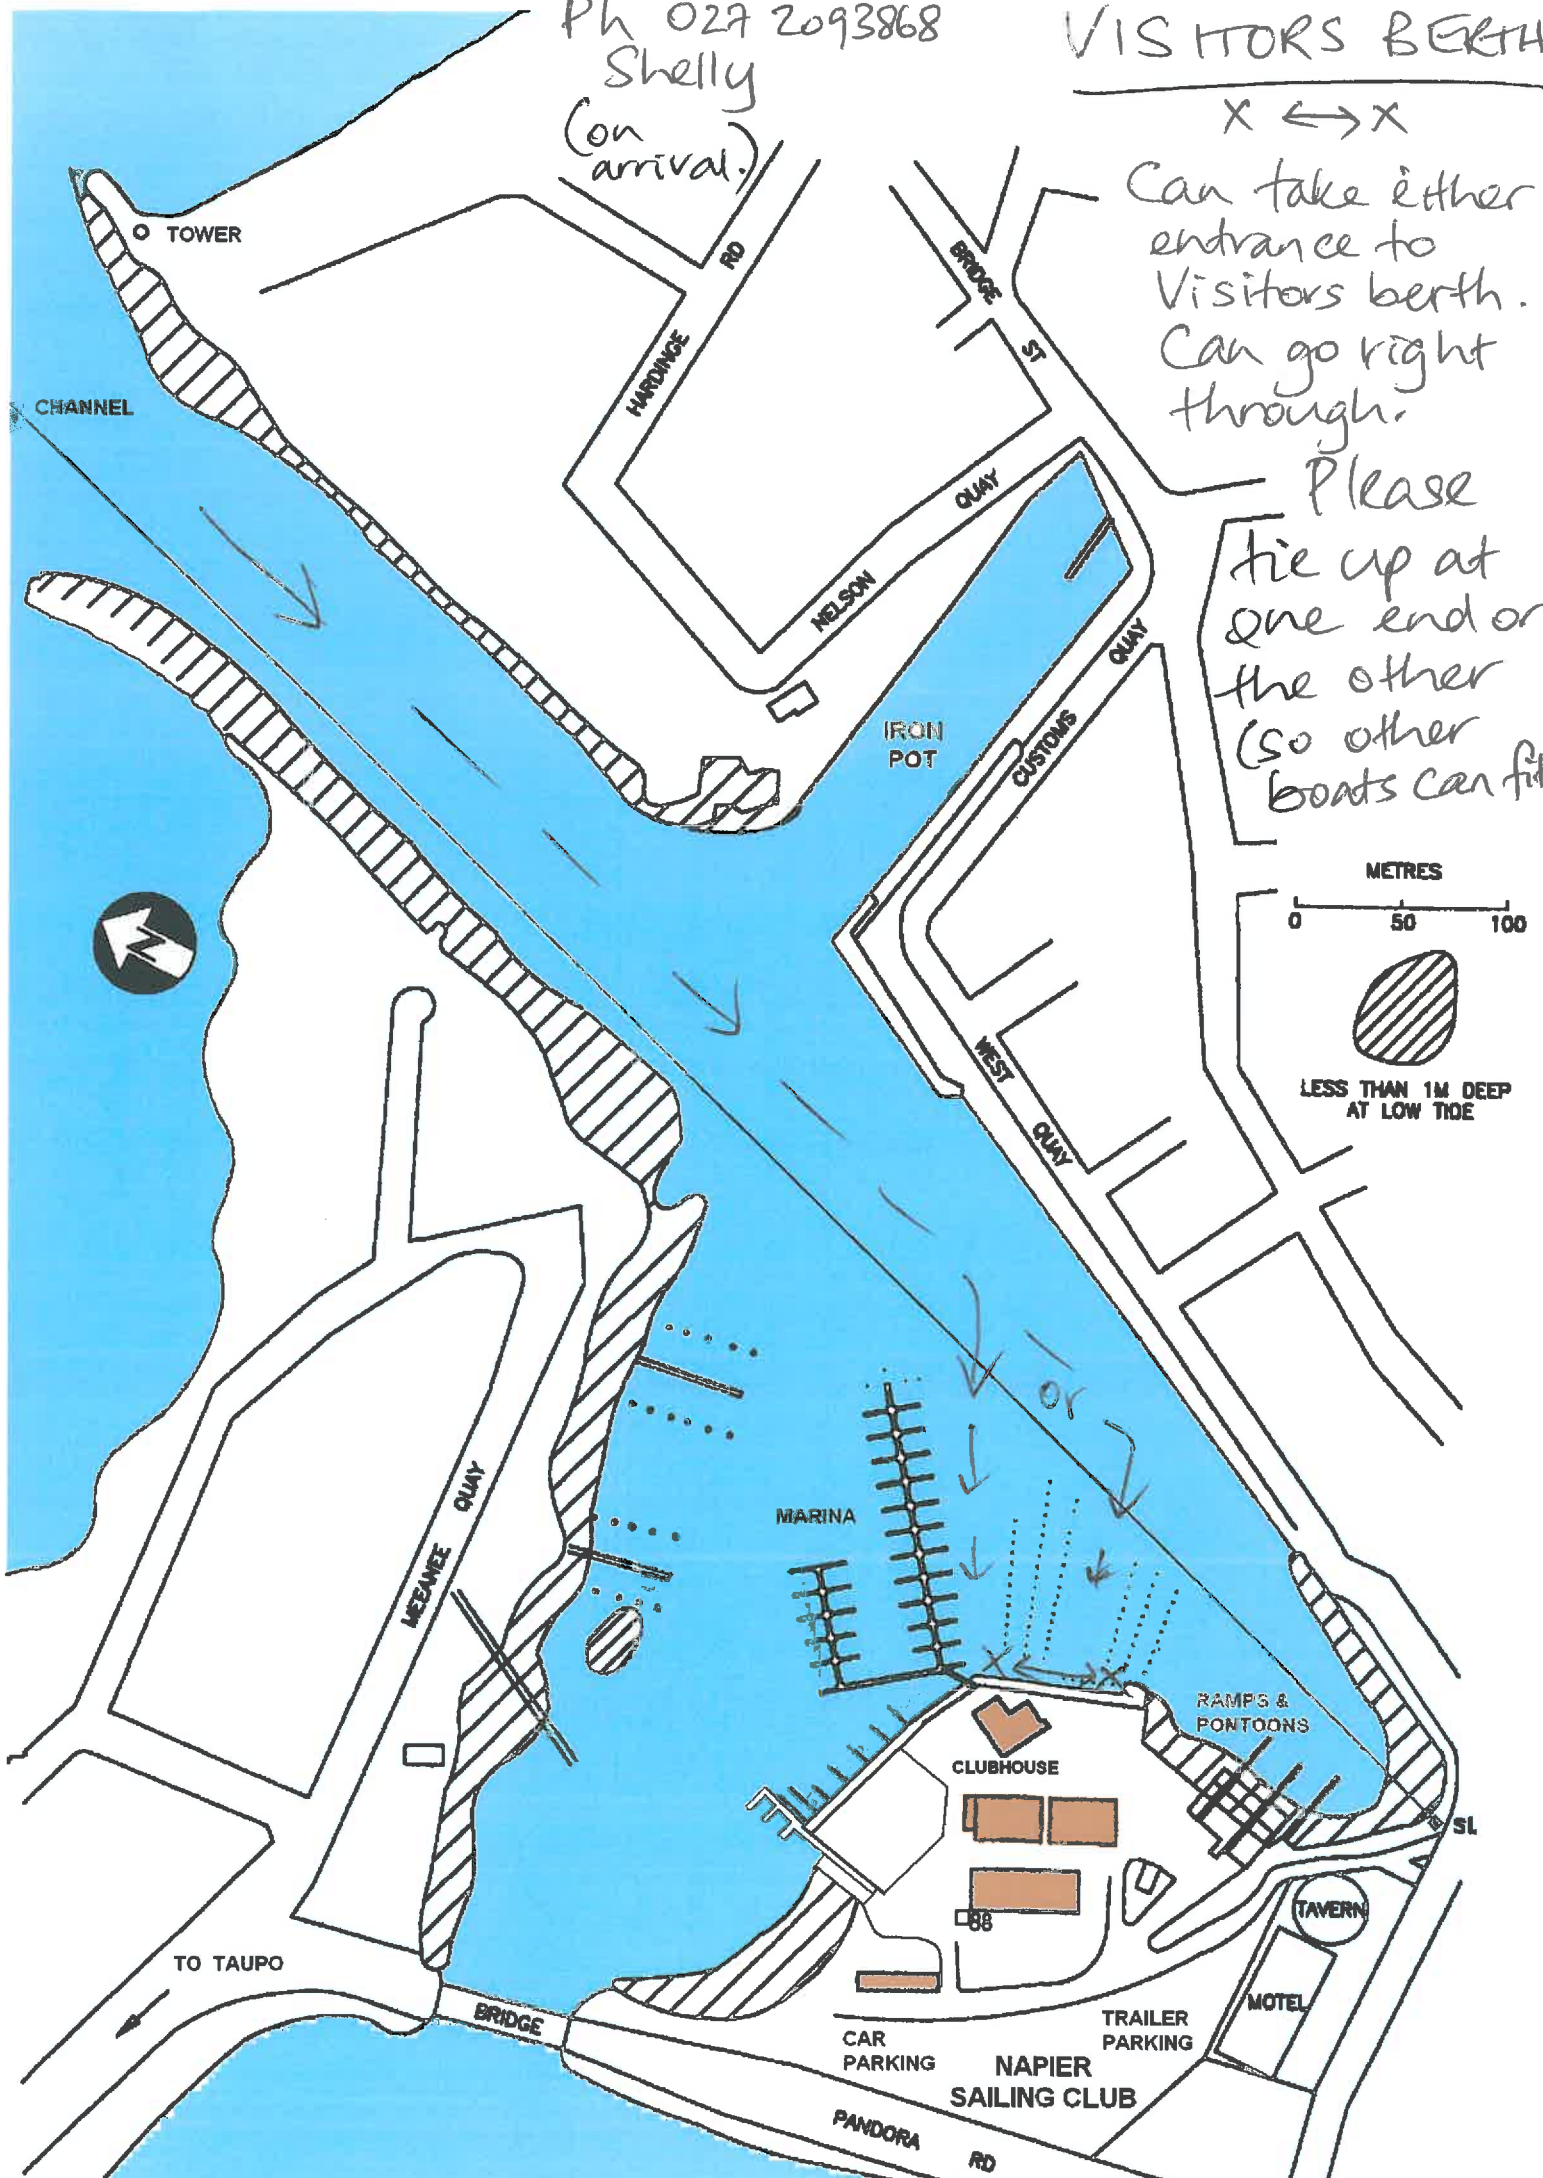 Ph 027 2093868
Shelly
(on
arrival.)
VISITORS BERTH
X ↔ X
Can take either
entrance to
Visitors berth.
Can go right
through.
Please
tie up at
one end or
the other
(so other
boats can fit
TOWER
CHANNEL
HARDINGE RD
BRIDGE ST
NELSON QUAY
IRON
POT
CUSTOMS QUAY
METRES
0 50 100
LESS THAN 1M DEEP
AT LOW TIDE
N
WEST QUAY
or
MEEANEE QUAY
MARINA
X ↔ X
RAMPS &
PONTOONS
CLUBHOUSE
SL
88
TAVERN
MOTEL
TO TAUPO
BRIDGE
CAR
PARKING
TRAILER
PARKING
NAPIER
SAILING CLUB
PANDORA RD